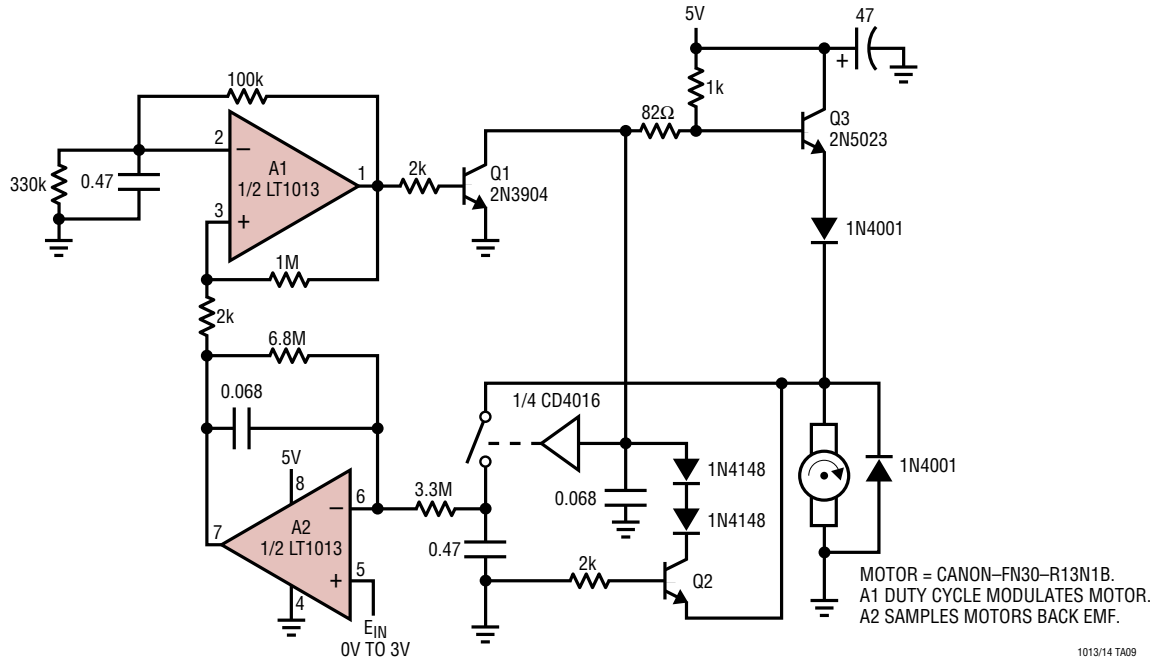 5V
47
+
100k
1k
82Ω
Q3
2N5023
2
−
A1
1/2 LT1013
1
2k
Q1
2N3904
330k
0.47
3
+
1N4001
1M
2k
6.8M
0.068
1/4 CD4016
5V
8
1N4148
1N4001
3.3M
6
−
0.068
7
A2
1/2 LT1013
1N4148
0.47
+
5
2k
Q2
4
EIN
0V TO 3V
MOTOR = CANON–FN30–R13N1B.
A1 DUTY CYCLE MODULATES MOTOR.
A2 SAMPLES MOTORS BACK EMF.
1013/14 TA09